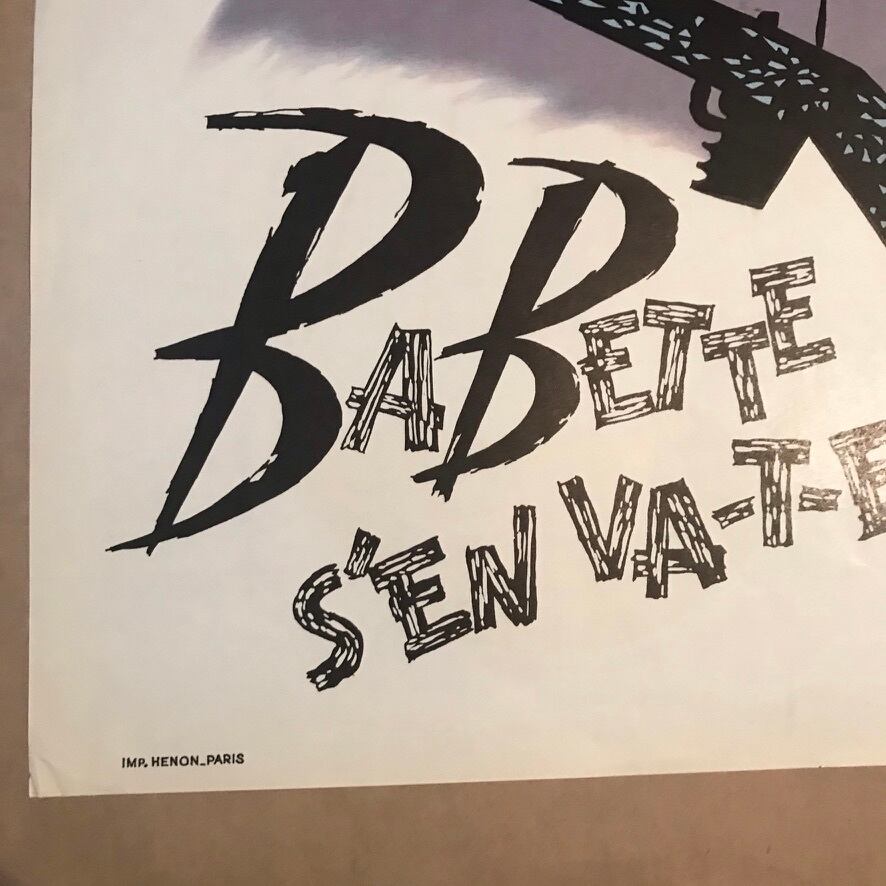 BABETTE
S'EN VA-T-E
IMP. HENON_PARIS